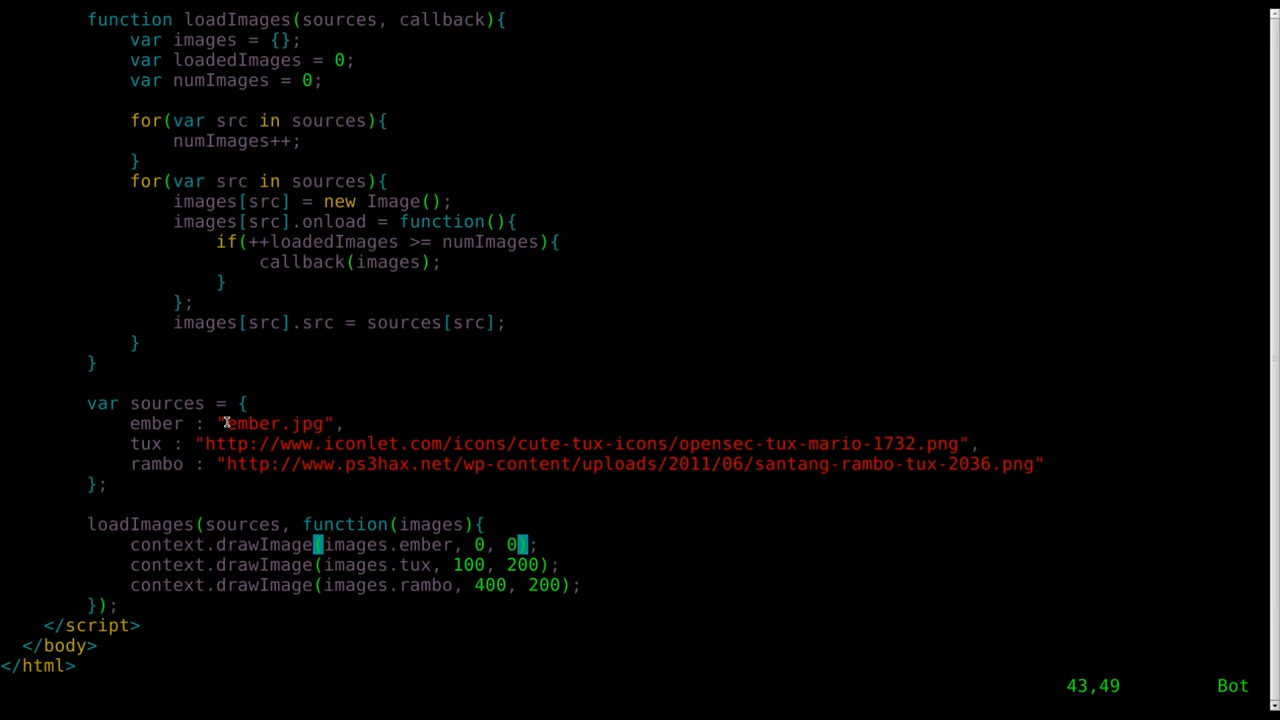 function loadImages(sources, callback){
var images = {};
var loadedImages = 0;
var numImages = 0;
for(var src in sources){
numImages++;
}
for(var src in sources){
images[src] = new Image();
images[src].onload = function(){
if(++loadedImages >= numImages){
callback(images);
}
};
images[src].src = sources[src];
}
}
var sources = {
ember : "ember.jpg",
tux : "http://www.iconlet.com/icons/cute-tux-icons/opensec-tux-mario-1732.png",
rambo : "http://www.ps3hax.net/wp-content/uploads/2011/06/santang-rambo-tux-2036.png"
};
loadImages(sources, function(images){
context.drawImage(images.ember, 0, 0);
context.drawImage(images.tux, 100, 200);
context.drawImage(images.rambo, 400, 200);
});
</script>
</body>
</html>
43,49 Bot